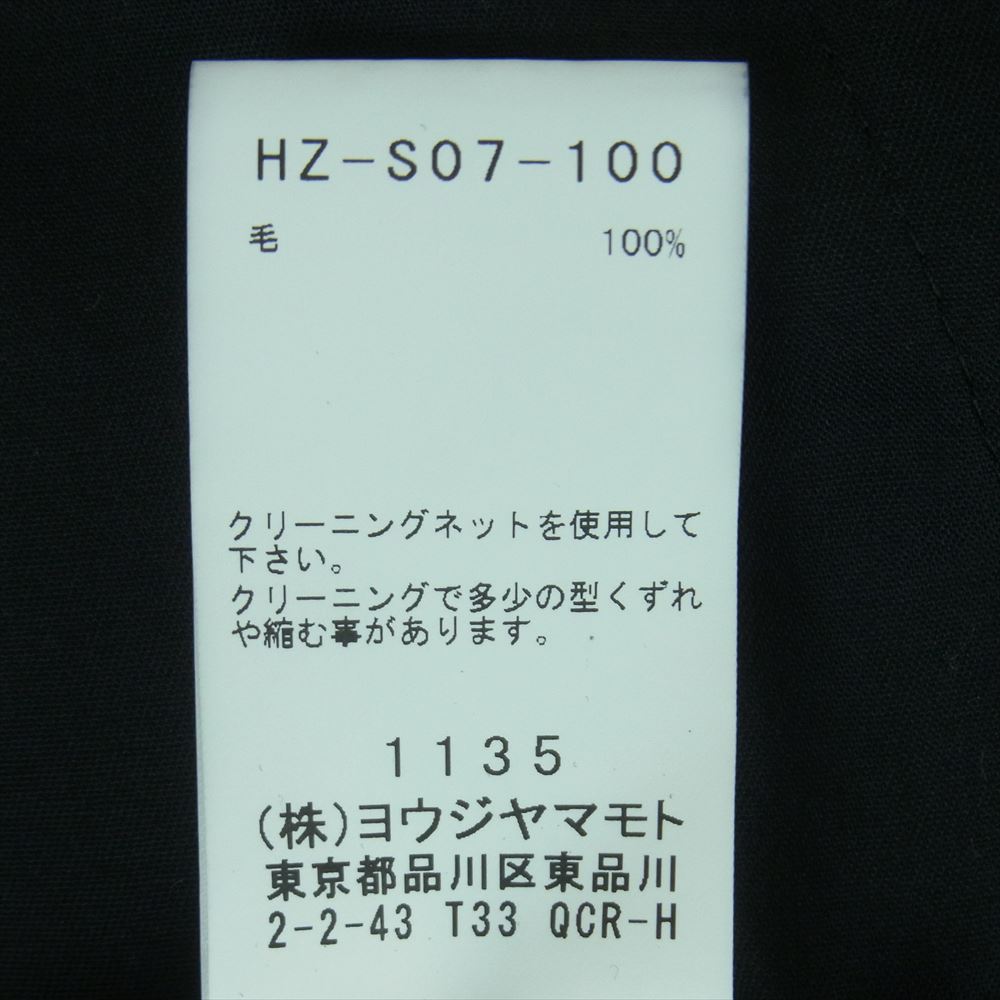 HZ-S07-100
毛 100%
クリーニングネットを使用して
下さい。
クリーニングで多少の型くずれ
や縮む事があります。
1135
(株)ヨウジヤマモト
東京都品川区東品川
2-2-43 T33 QCR-H